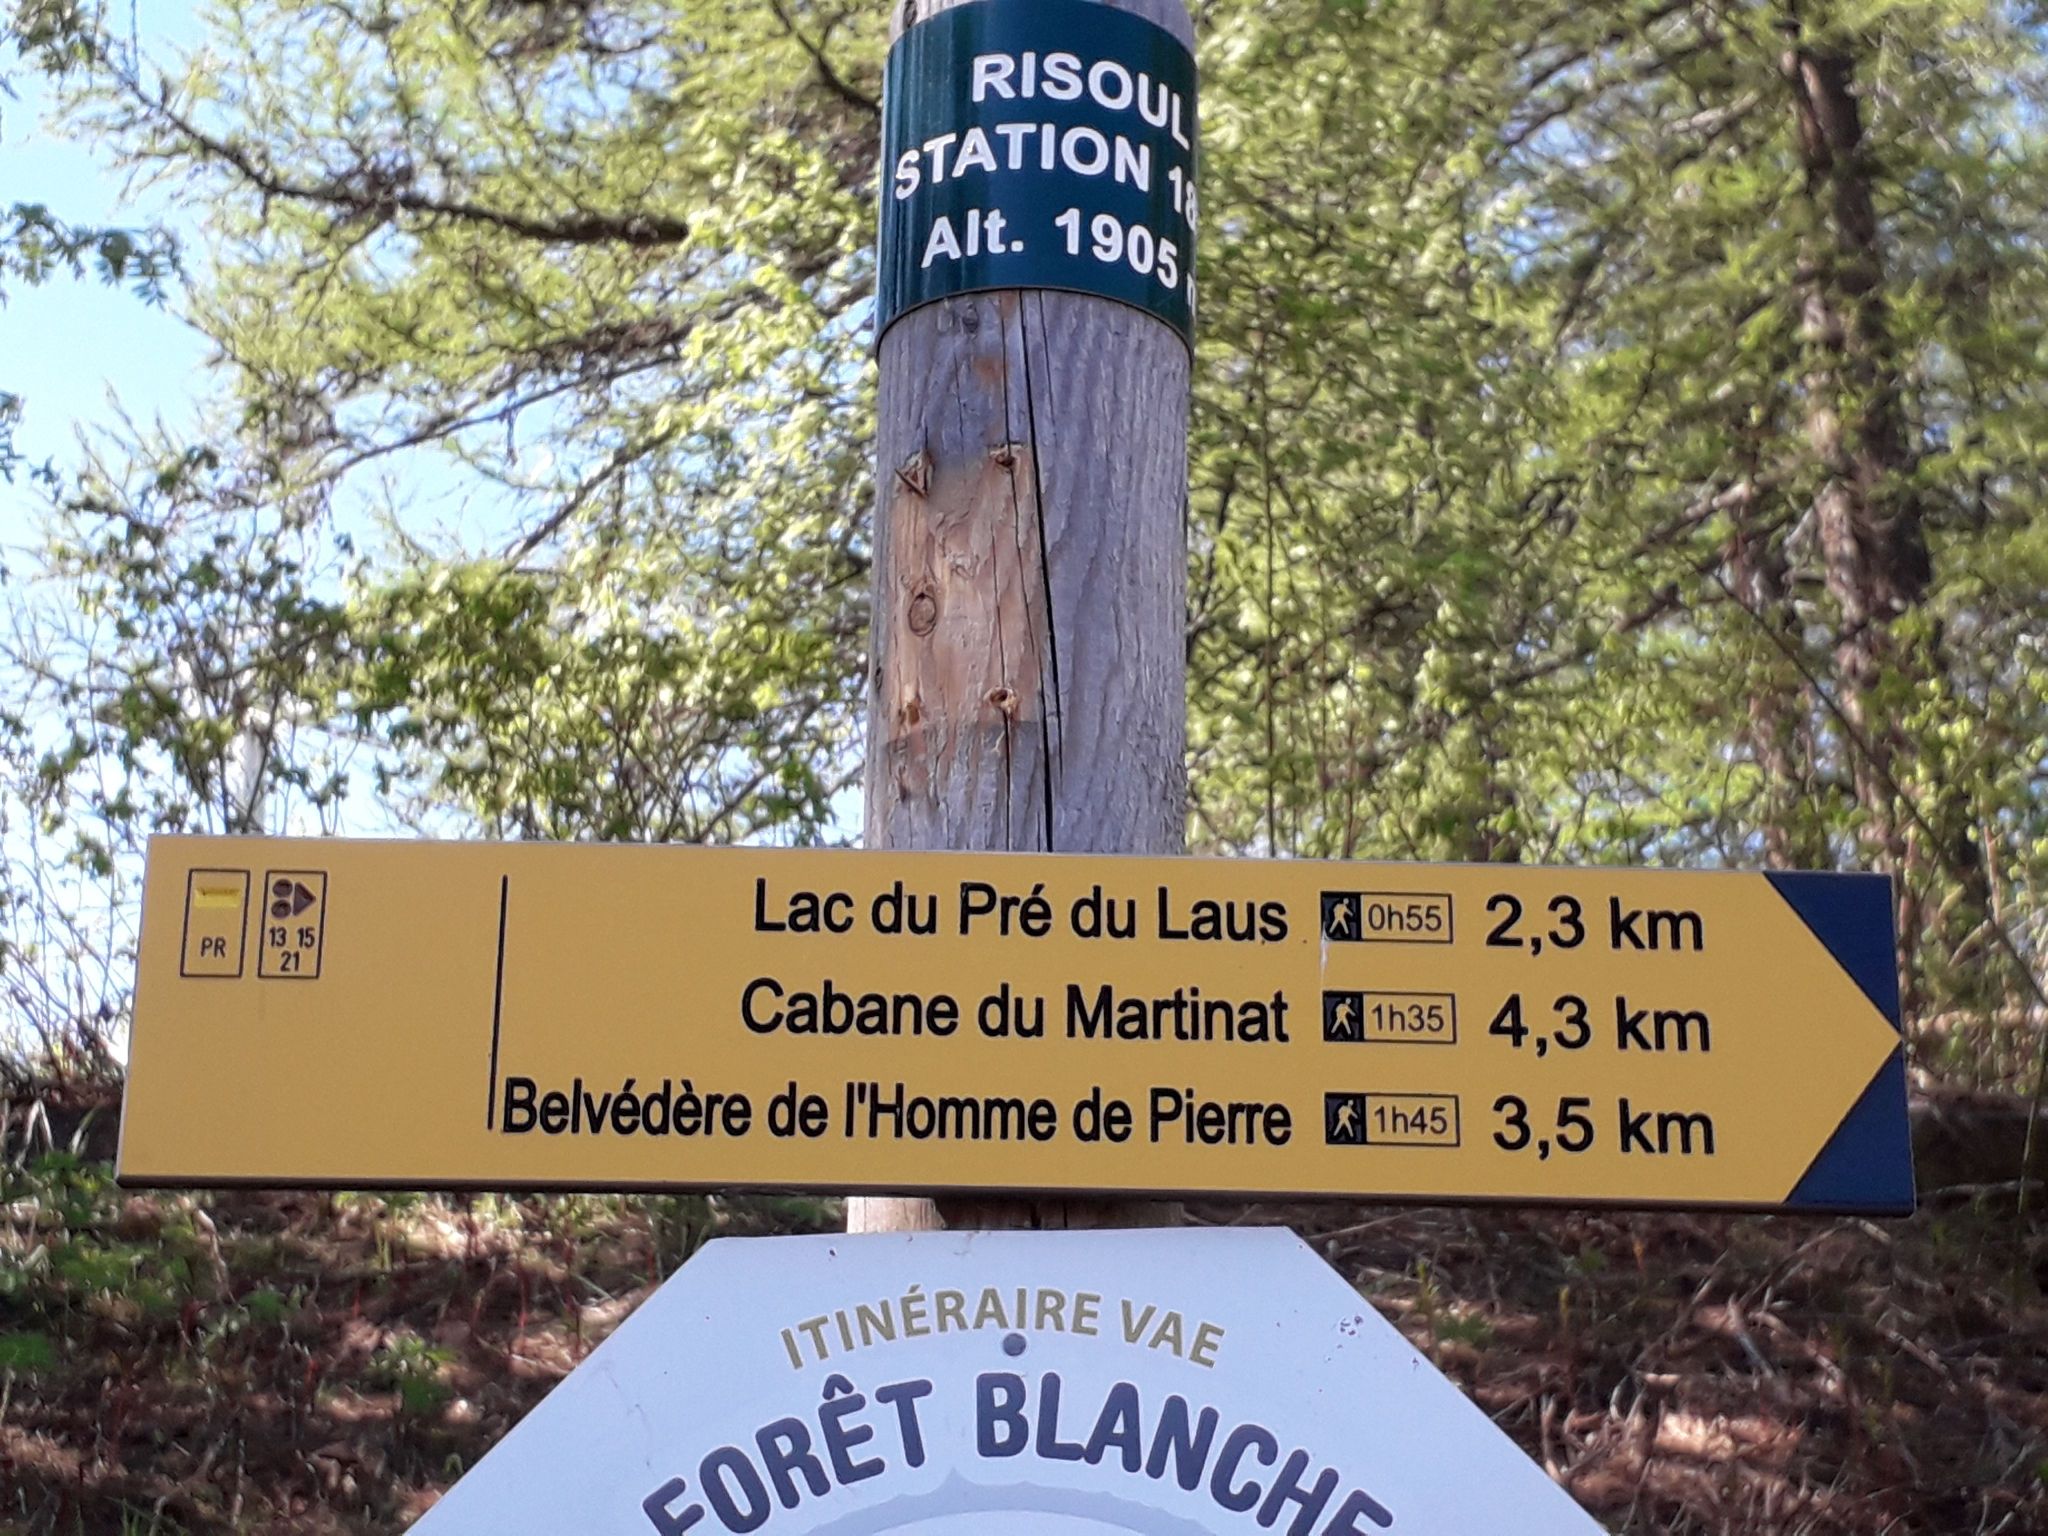 RISOUL
STATION 18
Alt. 1905
PR
13 15
21
Lac du Pré du Laus 0h55 2,3 km
Cabane du Martinat 1h35 4,3 km
Belvédère de l'Homme de Pierre 1h45 3,5 km
ITINÉRAIRE VAE
FORÊT BLANCHE